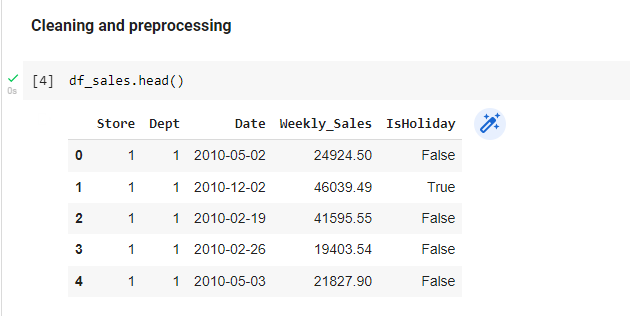 Cleaning and preprocessing
[4] df_sales.head()
0s
Store Dept Date Weekly_Sales IsHoliday
0 1 1 2010-05-02 24924.50 False
1 1 1 2010-12-02 46039.49 True
2 1 1 2010-02-19 41595.55 False
3 1 1 2010-02-26 19403.54 False
4 1 1 2010-05-03 21827.90 False